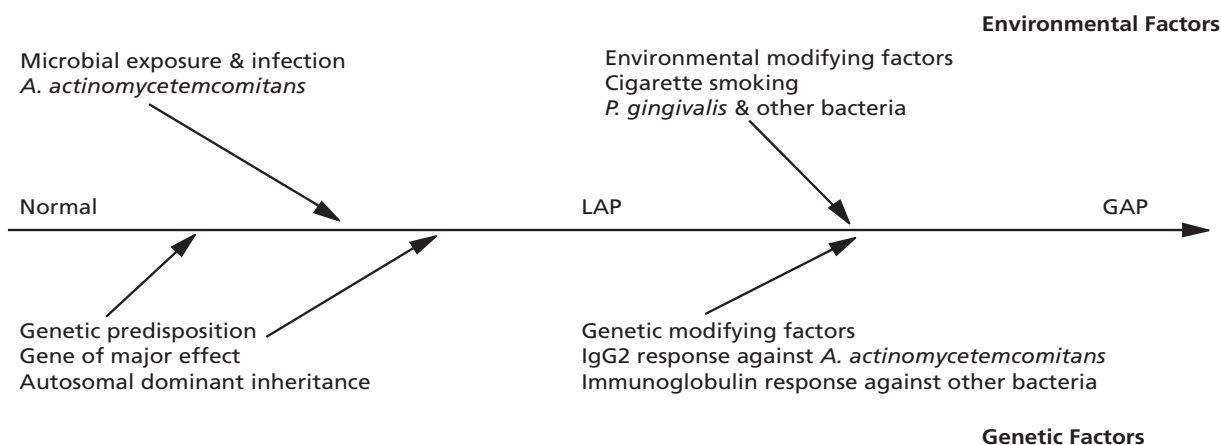 Environmental Factors
Microbial exposure & infection
A. actinomycetemcomitans
Environmental modifying factors
Cigarette smoking
P. gingivalis & other bacteria
Normal
LAP
GAP
Genetic predisposition
Gene of major effect
Autosomal dominant inheritance
Genetic modifying factors
IgG2 response against A. actinomycetemcomitans
Immunoglobulin response against other bacteria
Genetic Factors